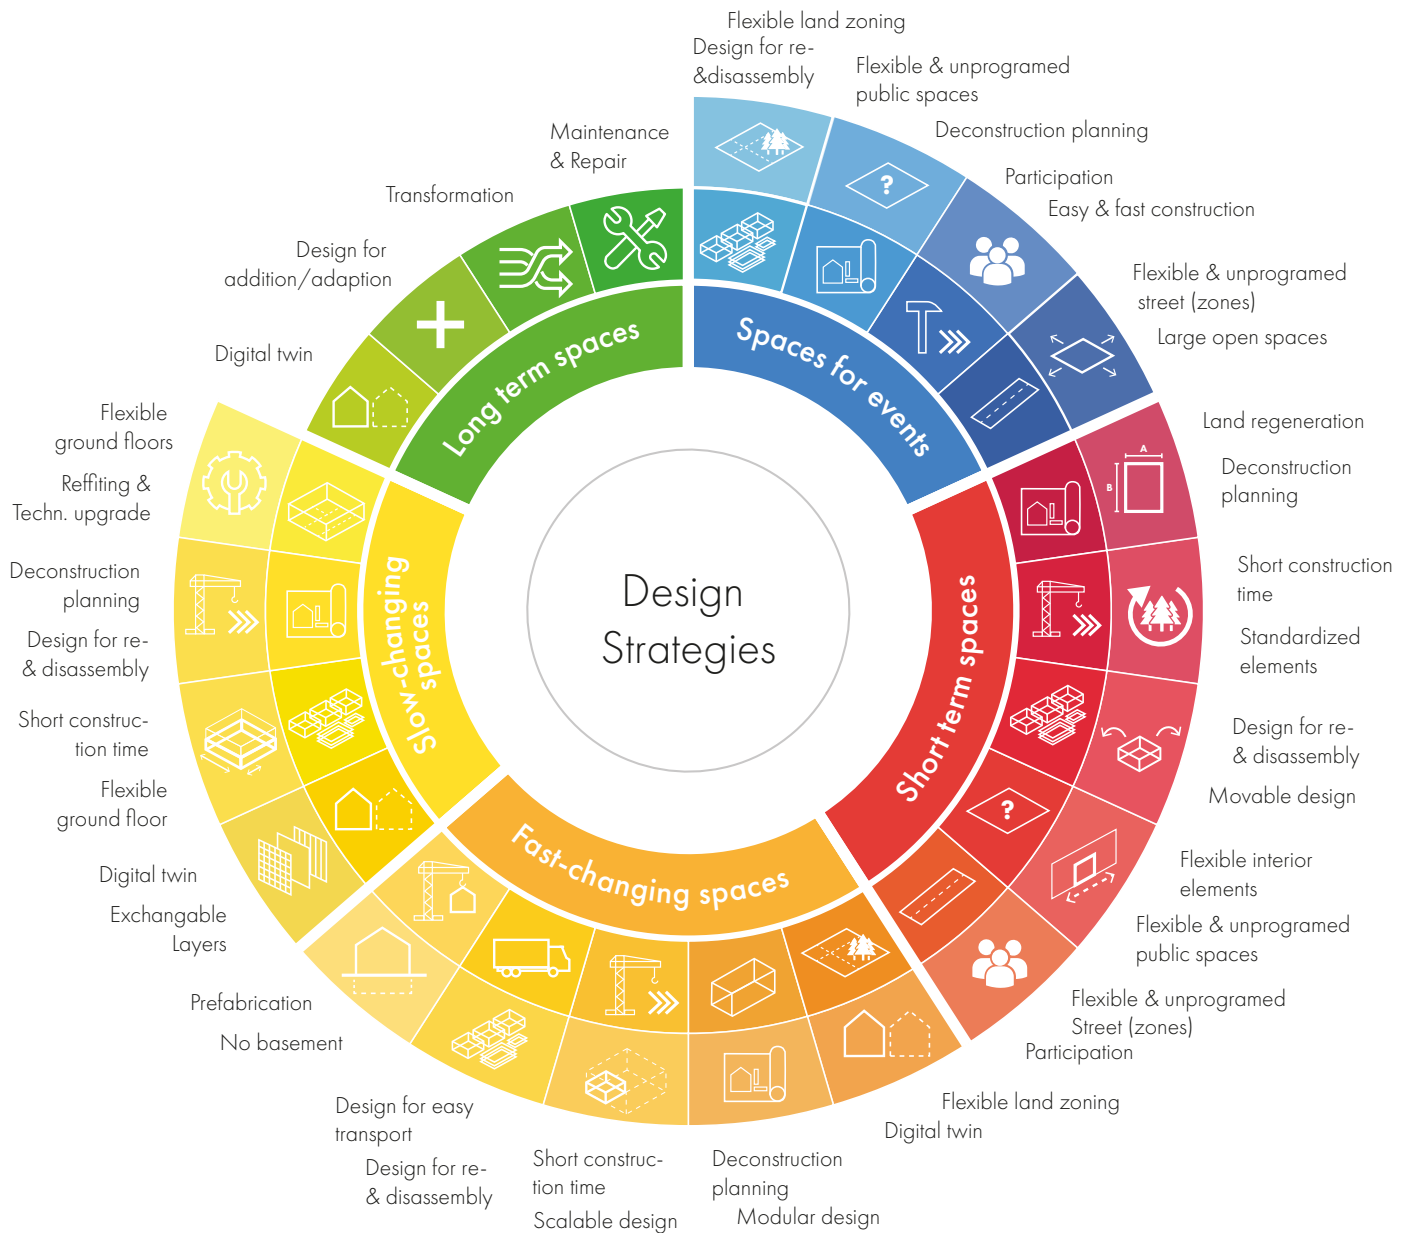 Flexible land zoning
Design for re-
&disassembly
Flexible & unprogramed
public spaces
Deconstruction planning
Participation
Easy & fast construction
Flexible & unprogramed
street (zones)
Large open spaces
Maintenance
& Repair
Transformation
Design for
addition/adaption
Digital twin
Long term spaces
Spaces for events
Flexible
ground floors
Reffiting &
Techn. upgrade
Deconstruction
planning
Design for re-
& disassembly
Short construc-
tion time
Flexible
ground floor
Digital twin
Exchangable
Layers
Slow-changing
spaces
Design
Strategies
Short term spaces
Fast-changing spaces
?
A
B
?
Land regeneration
Deconstruction
planning
Short construction
time
Standardized
elements
Design for re-
& disassembly
Movable design
Flexible interior
elements
Flexible & unprogramed
public spaces
Flexible & unprogramed
Street (zones)
Participation
Prefabrication
No basement
Design for easy
transport
Design for re-
& disassembly
Short construc-
tion time
Scalable design
Deconstruction
planning
Modular design
Flexible land zoning
Digital twin